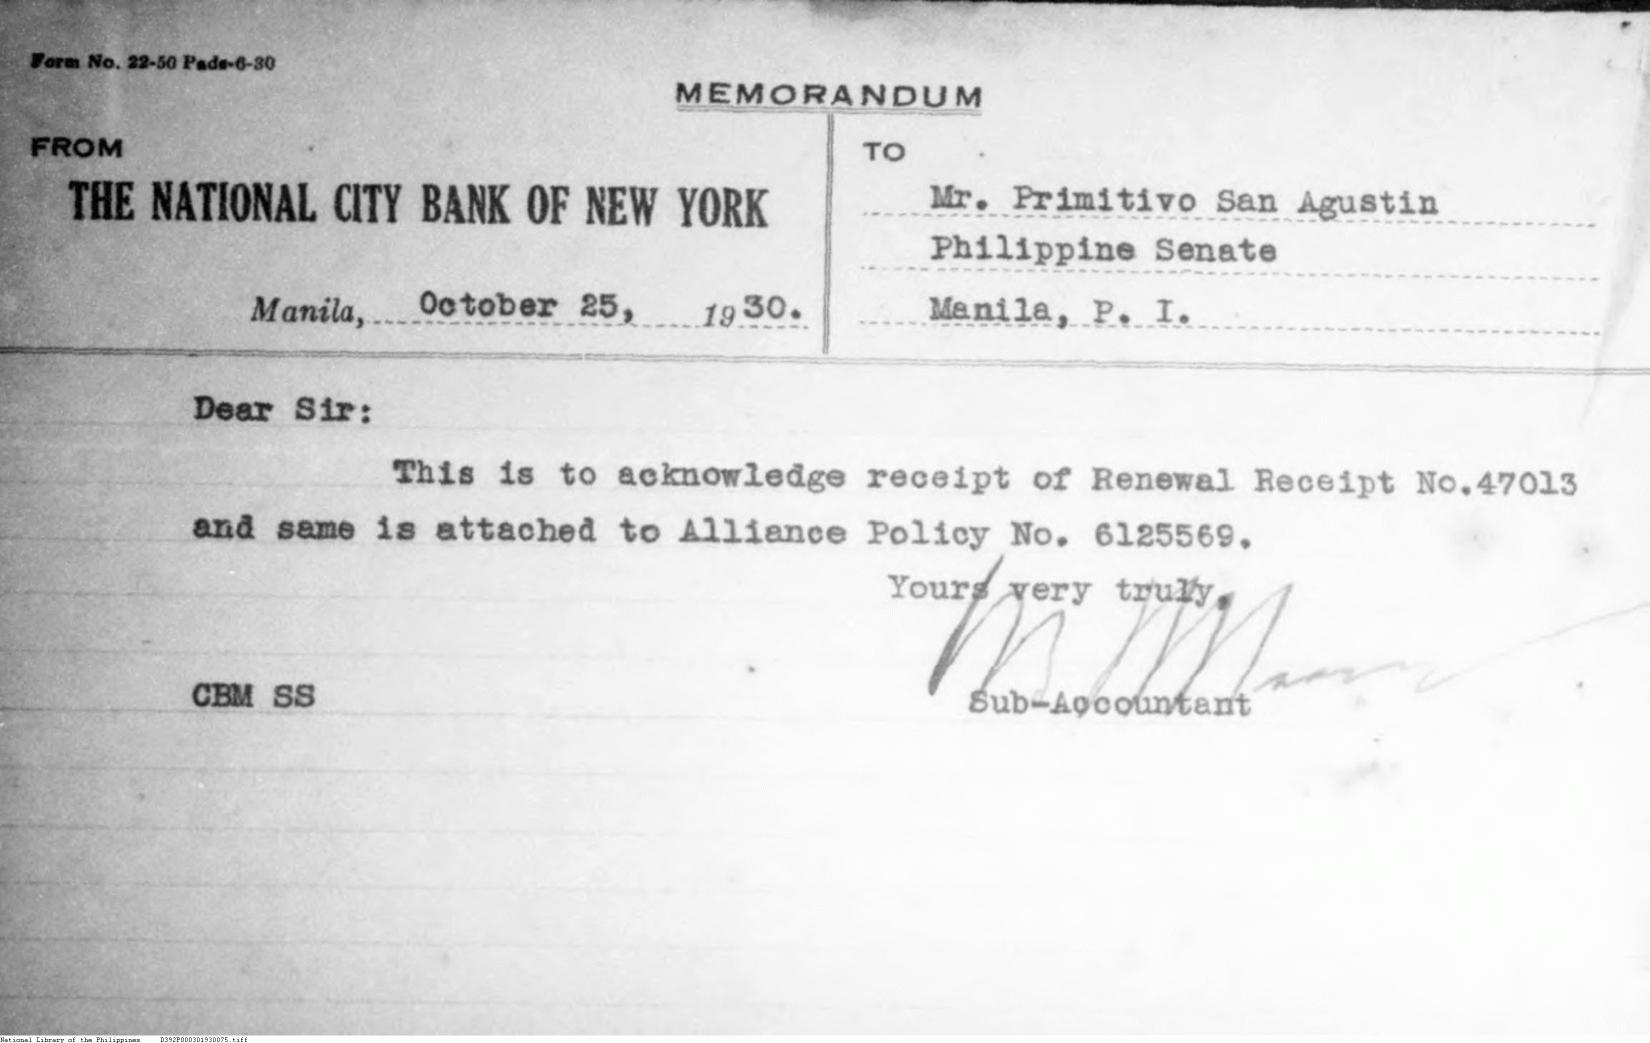 Form No. 22-50 Pads-6-30
MEMORANDUM
FROM
THE NATIONAL CITY BANK OF NEW YORK
Manila, October 25, 1930.
TO
Mr. Primitivo San Agustin
Philippine Senate
Manila, P. I.
Dear Sir:
This is to acknowledge receipt of Renewal Receipt No.47013
and same is attached to Alliance Policy No. 6125569.
Yours very truly,
Sub-Accountant
CBM SS
National Library of the Philippines D392P000301930075.tiff